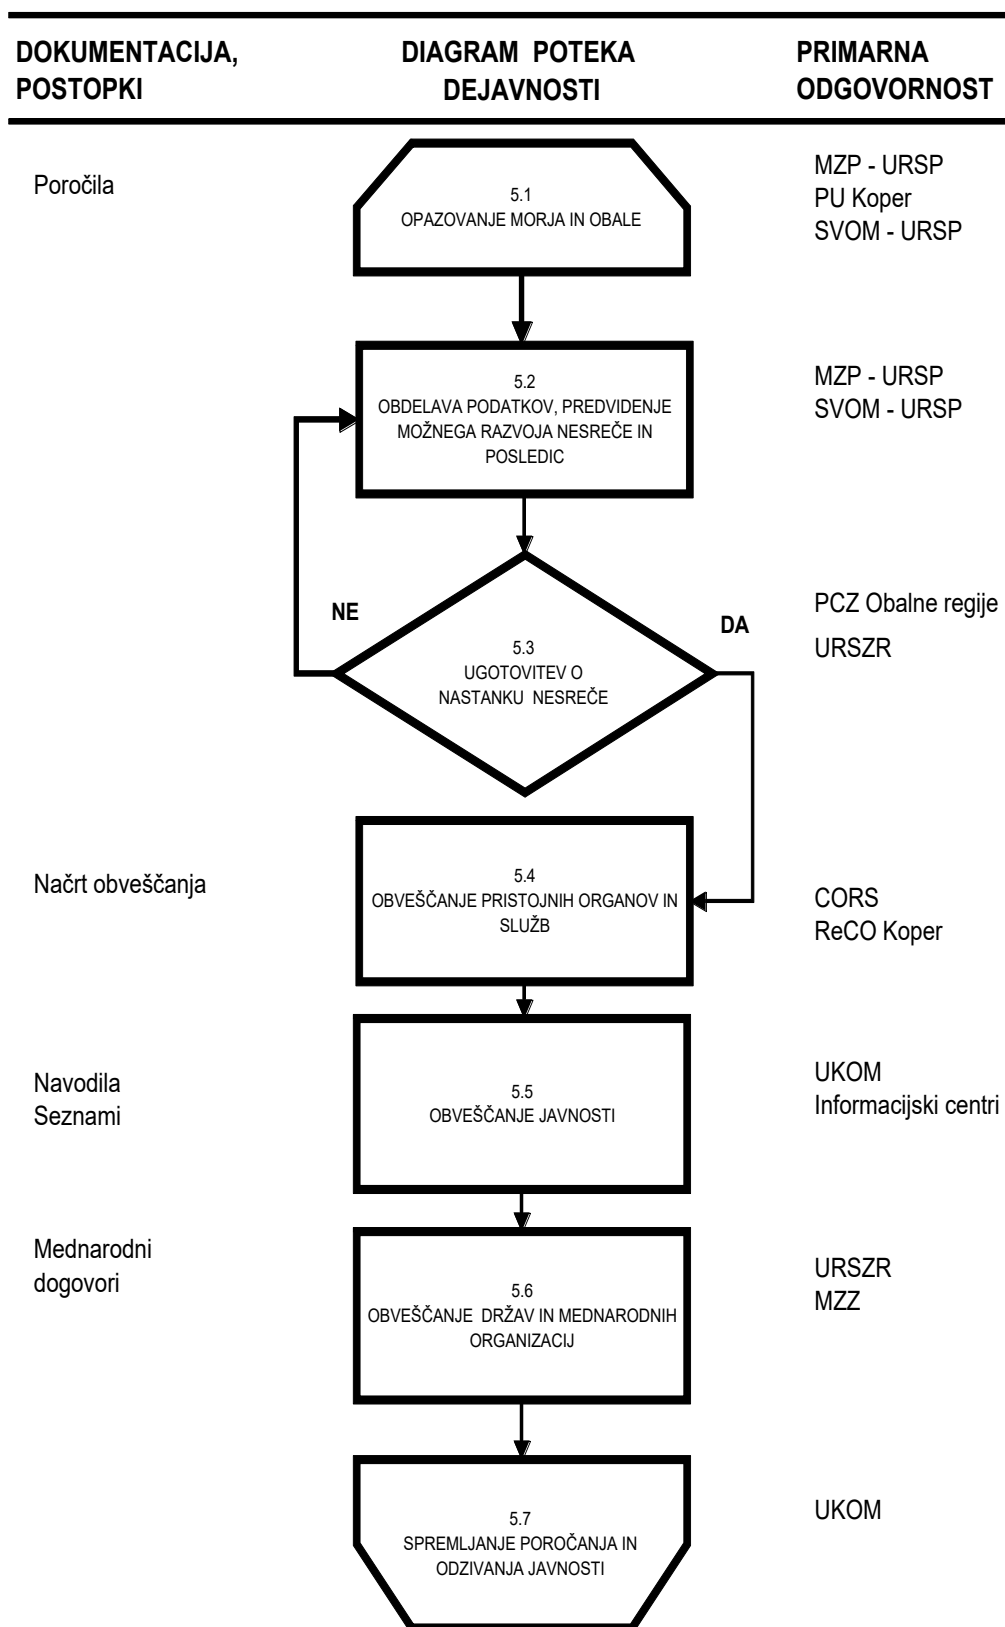 DOKUMENTACIJA,
POSTOPKI
DIAGRAM POTEKA
DEJAVNOSTI
PRIMARNA
ODGOVORNOST
Poročila
5.1
OPAZOVANJE MORJA IN OBALE
MZP - URSP
PU Koper
SVOM - URSP
5.2
OBDELAVA PODATKOV, PREDVIDENJE
MOŽNEGA RAZVOJA NESREČE IN
POSLEDIC
MZP - URSP
SVOM - URSP
NE
DA
5.3
UGOTOVITEV O
NASTANKU NESREČE
PCZ Obalne regije
URSZR
Načrt obveščanja
5.4
OBVEŠČANJE PRISTOJNIH ORGANOV IN
SLUŽB
CORS
ReCO Koper
Navodila
Seznami
5.5
OBVEŠČANJE JAVNOSTI
UKOM
Informacijski centri
Mednarodni
dogovori
5.6
OBVEŠČANJE DRŽAV IN MEDNARODNIH
ORGANIZACIJ
URSZR
MZZ
5.7
SPREMLJANJE POROČANJA IN
ODZIVANJA JAVNOSTI
UKOM